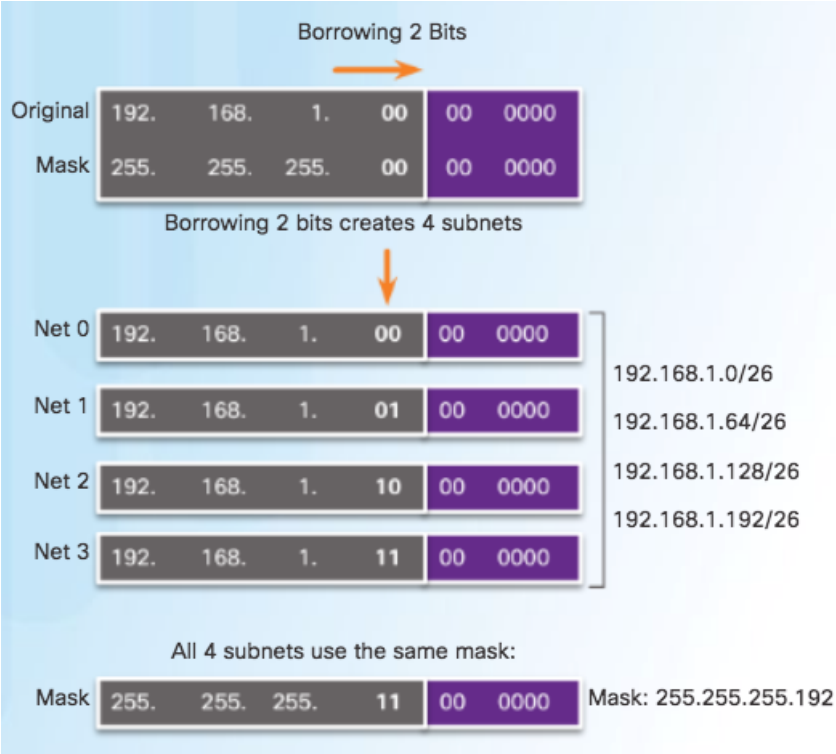 Borrowing 2 Bits
Original 192. 168. 1. 00 00 0000
Mask 255. 255. 255. 00 00 0000
Borrowing 2 bits creates 4 subnets
Net 0 192. 168. 1. 00 00 0000
192.168.1.0/26
Net 1 192. 168. 1. 01 00 0000
192.168.1.64/26
Net 2 192. 168. 1. 10 00 0000
192.168.1.128/26
Net 3 192. 168. 1. 11 00 0000
192.168.1.192/26
All 4 subnets use the same mask:
Mask 255. 255. 255. 11 00 0000 Mask: 255.255.255.192